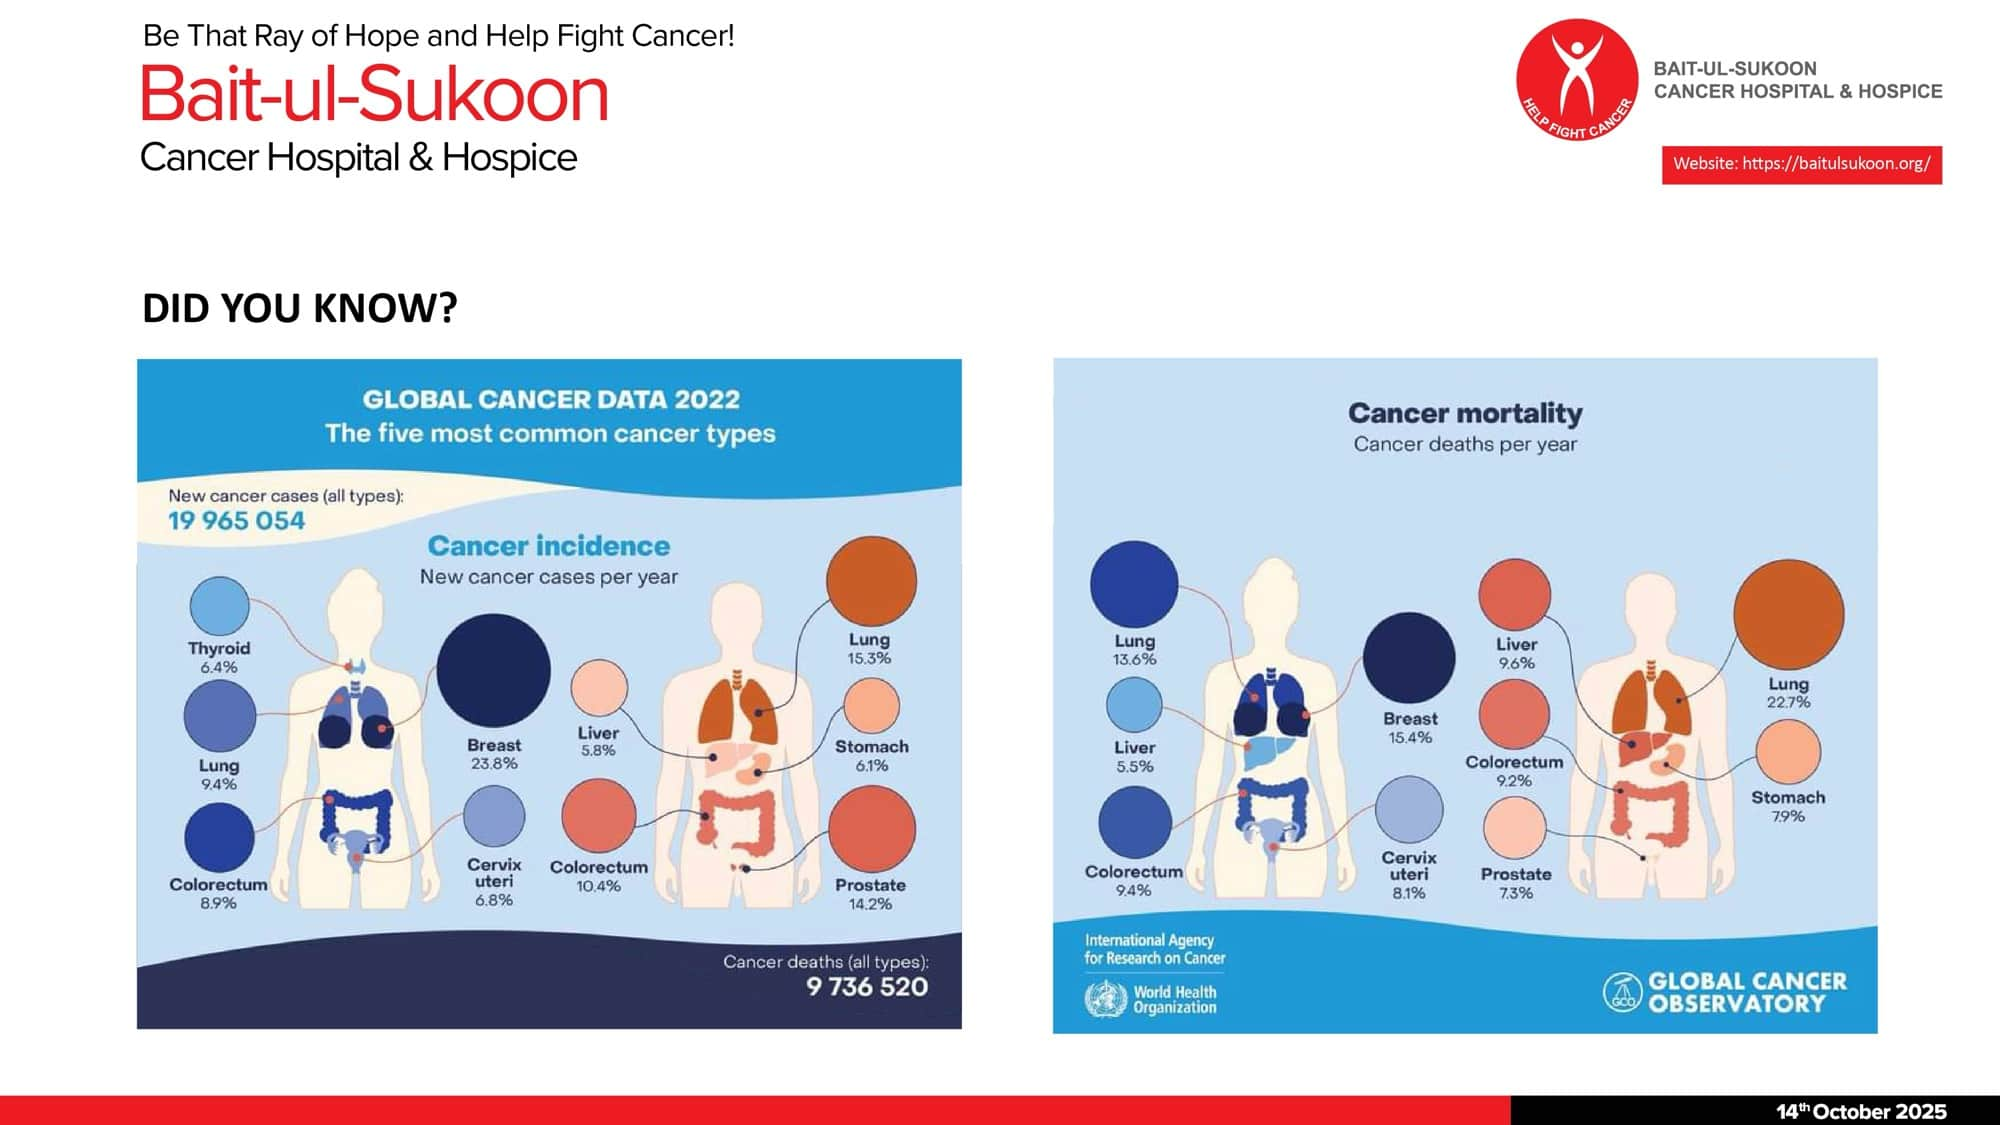 Be That Ray of Hope and Help Fight Cancer!
Bait-ul-Sukoon
Cancer Hospital & Hospice
HELP FIGHT CANCER
BAIT-UL-SUKOON
CANCER HOSPITAL & HOSPICE
Website: https://baitulsukoon.org/
DID YOU KNOW?
GLOBAL CANCER DATA 2022
The five most common cancer types
New cancer cases (all types):
19 965 054
Cancer incidence
New cancer cases per year
Thyroid
6.4%
Lung
9.4%
Colorectum
8.9%
Breast
23.8%
Cervix
uteri
6.8%
Liver
5.8%
Colorectum
10.4%
Lung
15.3%
Stomach
6.1%
Prostate
14.2%
Cancer deaths (all types):
9 736 520
Cancer mortality
Cancer deaths per year
Lung
13.6%
Liver
5.5%
Colorectum
9.4%
Breast
15.4%
Cervix
uteri
8.1%
Liver
9.6%
Colorectum
9.2%
Prostate
7.3%
Lung
22.7%
Stomach
7.9%
International Agency
for Research on Cancer
World Health
Organization
GCO
GLOBAL CANCER
OBSERVATORY
14th October 2025